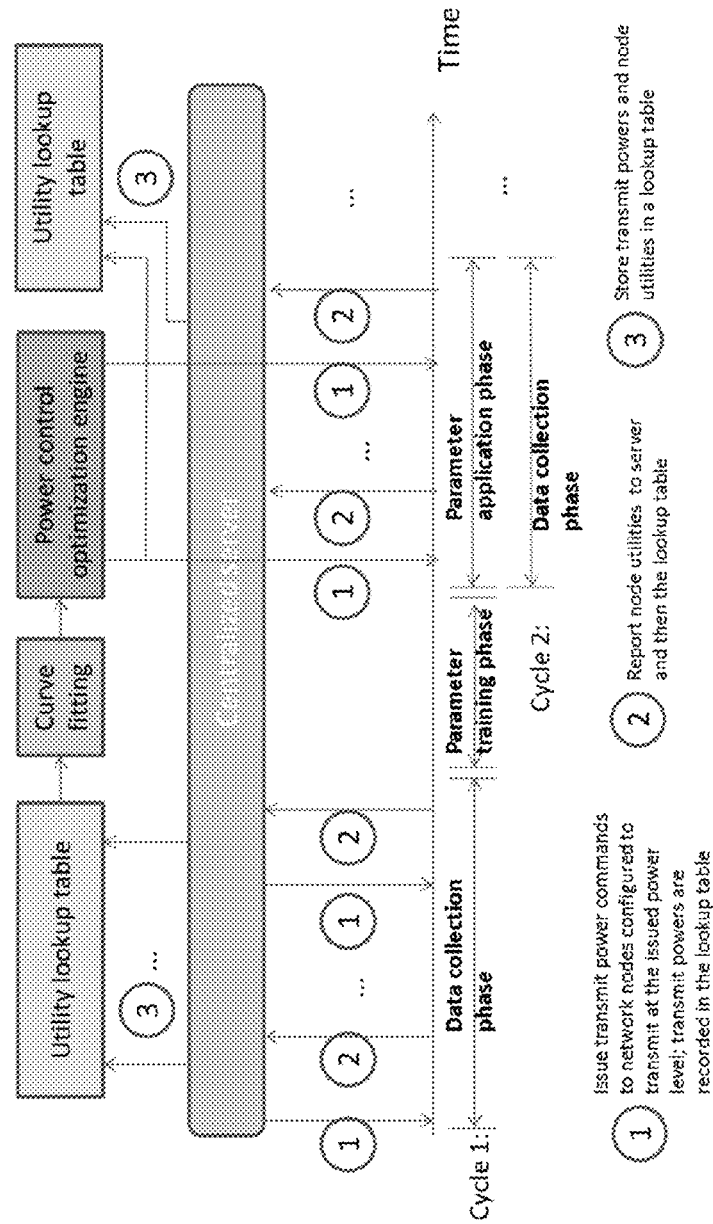 Utility lookup table
Curve
fitting
Power control
optimization engine
Utility lookup
table
3
...
3
1
2
...
1
2
1
2
...
1
2
...
Time
Cycle 1:
Data collection
phase
Parameter
training phase
Parameter
application phase
...
Cycle 2:
Data collection
phase
1
Issue transmit power commands
to network nodes configured to
transmit at the issued power
level; transmit powers are
recorded in the lookup table
2
Report node utilities to server
and then the lookup table
3
Store transmit powers and node
utilities in a lookup table